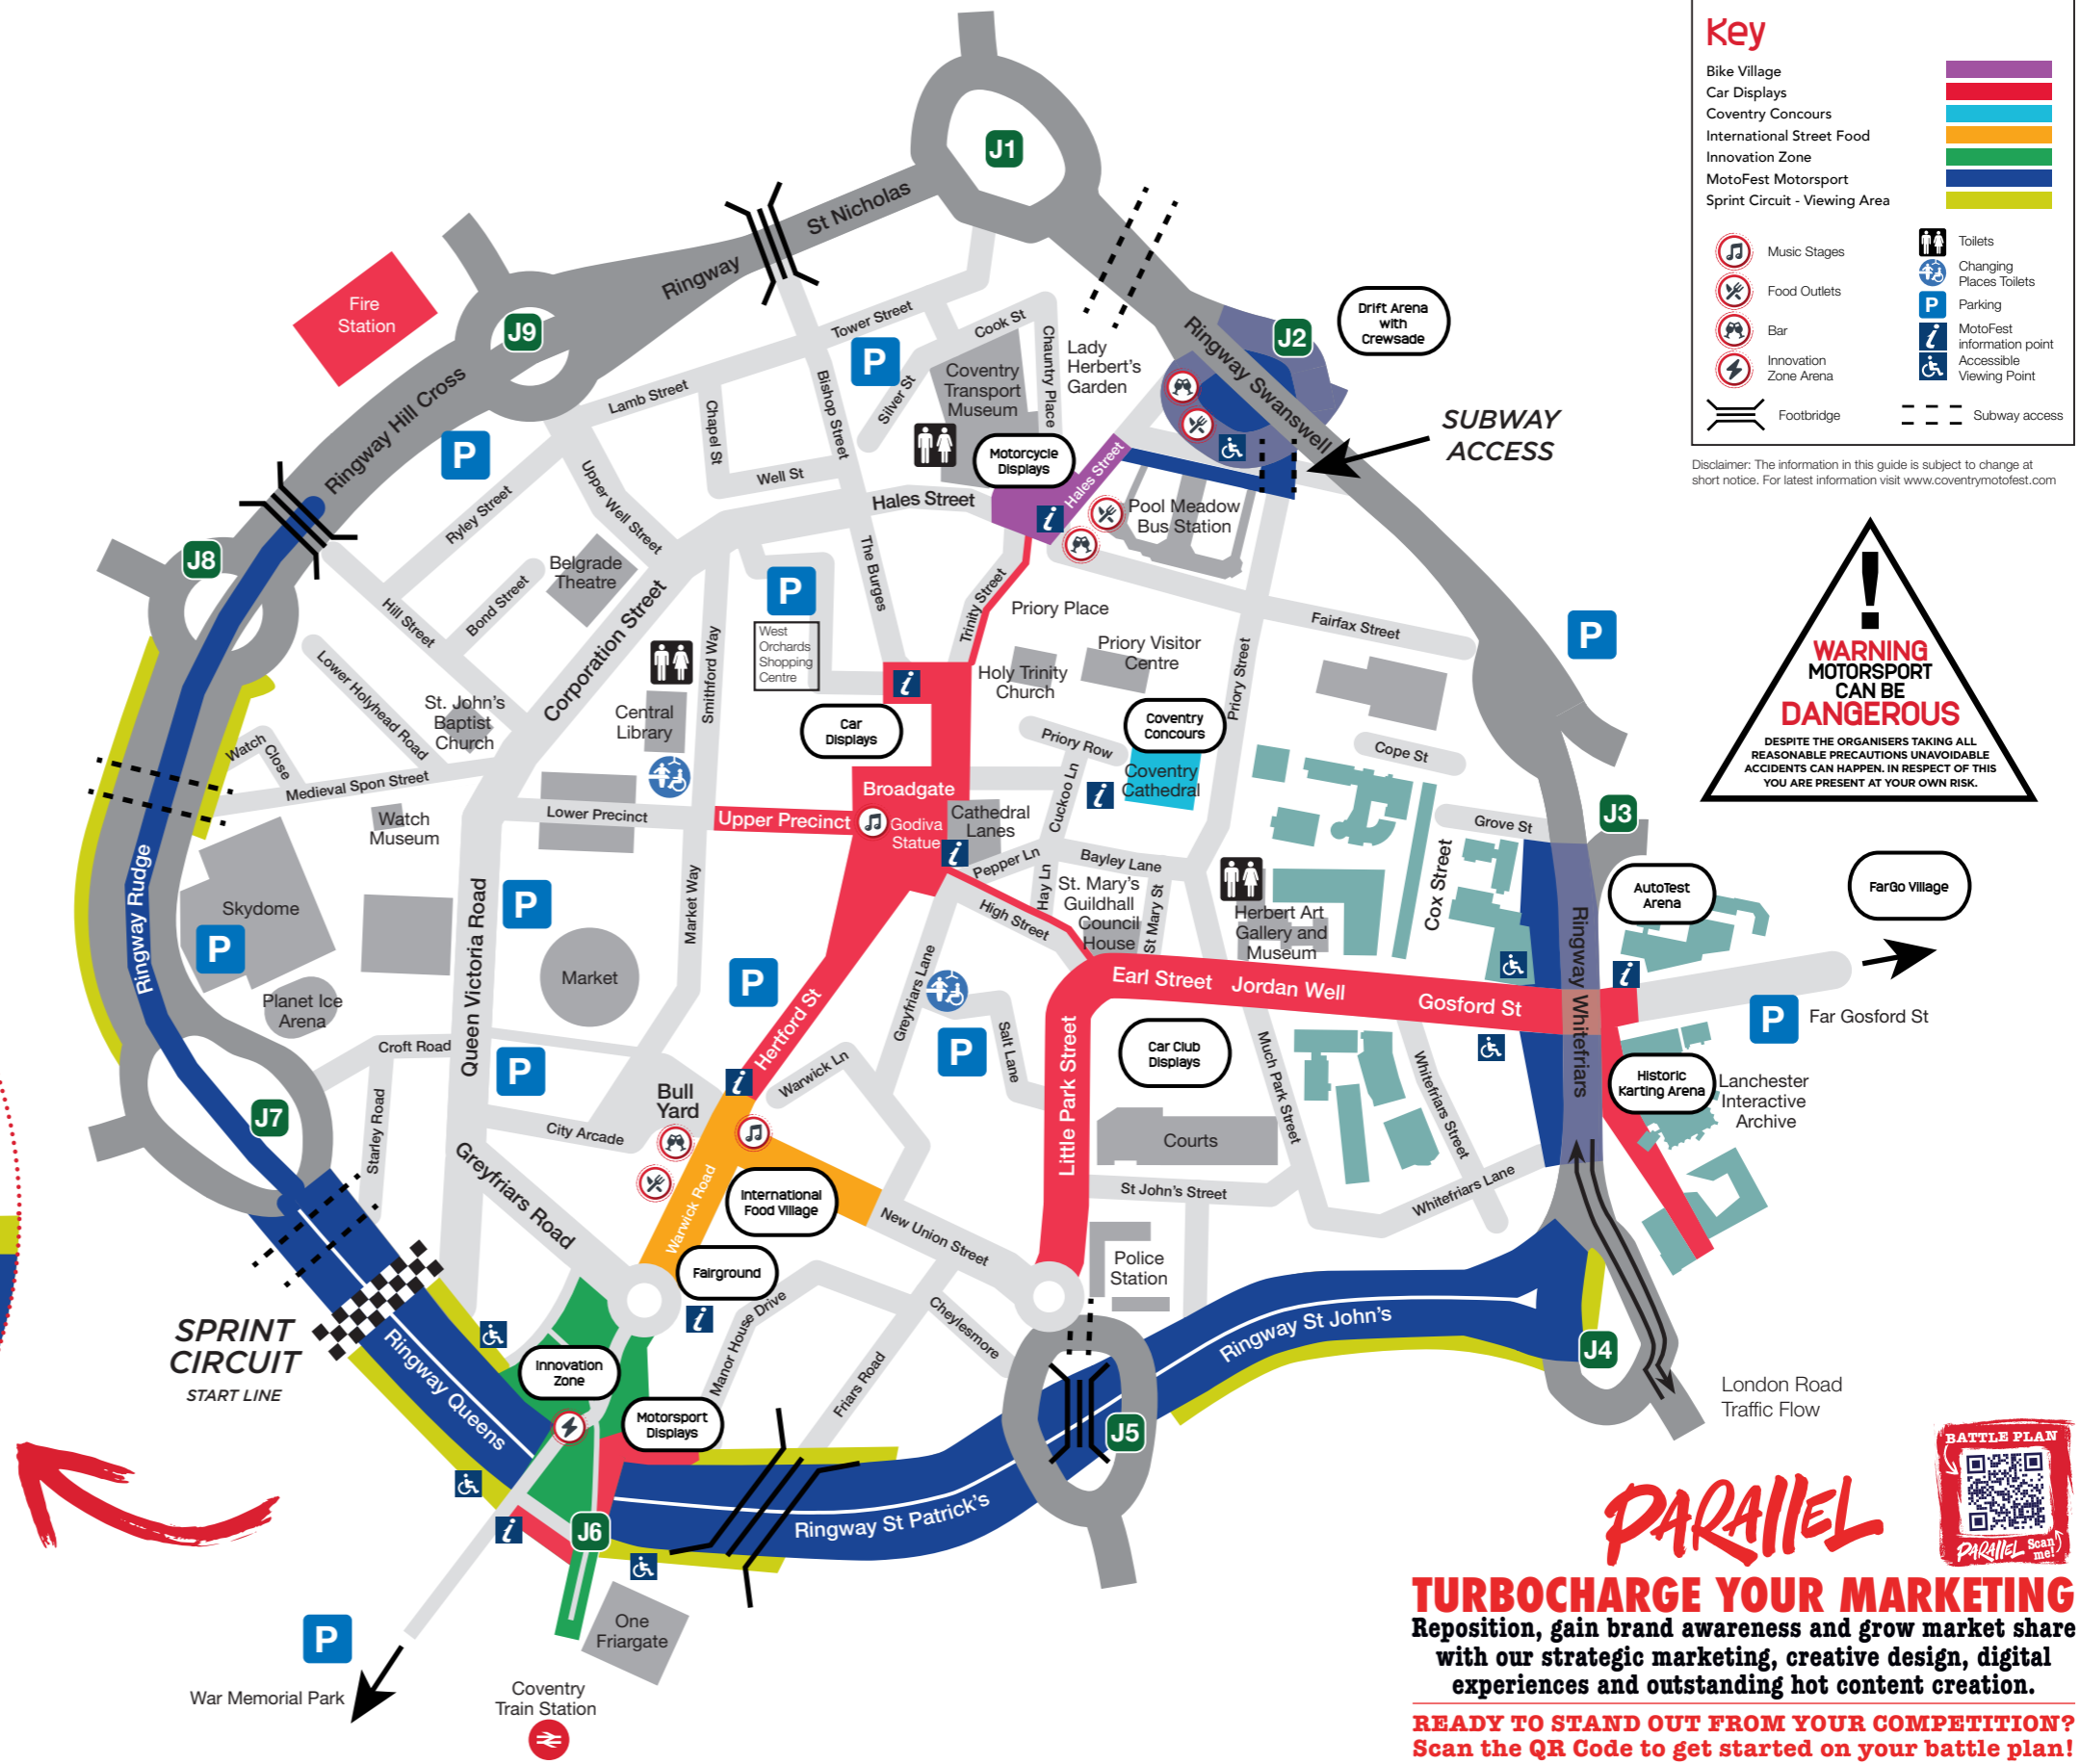 Key
Bike Village
Car Displays
Coventry Concours
International Street Food
Innovation Zone
MotoFest Motorsport
Sprint Circuit - Viewing Area
Music Stages
Food Outlets
Bar
Innovation
Zone Arena
Footbridge
Toilets
Changing
Places Toilets
P
Parking
i
MotoFest
information point
Accessible
Viewing Point
Subway access
Disclaimer: The information in this guide is subject to change at
short notice. For latest information visit www.coventrymotofest.com
!
WARNING
MOTORSPORT
CAN BE
DANGEROUS
DESPITE THE ORGANISERS TAKING ALL
REASONABLE PRECAUTIONS UNAVOIDABLE
ACCIDENTS CAN HAPPEN. IN RESPECT OF THIS
YOU ARE PRESENT AT YOUR OWN RISK.
J1
St Nicholas
Ringway
Fire
Station
J9
Ringway Hill Cross
J8
Tower Street
Cook St
Chauntry Place
Lady
Herbert's
Garden
P
Silver St
Coventry
Transport
Museum
Bishop Street
Lamb Street
Chapel St
Well St
P
Ryley Street
Upper Well Street
Hales Street
Motorcycle
Displays
Hales Street
i
Pool Meadow
Bus Station
Ringway Swanswell
J2
Drift Arena
with
Crewsade
SUBWAY
ACCESS
Belgrade
Theatre
Bond Street
Hill Street
Lower Holyhead Road
Corporation Street
St. John's
Baptist
Church
Central
Library
Smithford Way
P
West
Orchards
Shopping
Centre
The Burges
Trinity Street
Priory Place
Priory Visitor
Centre
Holy Trinity
Church
Fairfax Street
Priory Street
P
i
Car
Displays
Coventry
Concours
Priory Row
Coventry
Cathedral
i
Cuckoo Ln
Cope St
Watch
Close
Medieval Spon Street
Watch
Museum
Lower Precinct
Upper Precinct
Broadgate
Godiva
Statue
Cathedral
Lanes
i
Pepper Ln
Bayley Lane
Hay Ln
St. Mary's
Guildhall
Council
House
St Mary St
High Street
Herbert Art
Gallery and
Museum
Cox Street
Grove St
J3
AutoTest
Arena
FarGo Village
Ringway Rudge
Skydome
P
Planet Ice
Arena
Queen Victoria Road
P
Market
Market Way
P
Hertford St
Greyfriars Lane
P
Salt Lane
Earl Street
Jordan Well
Gosford St
Ringway Whitefriars
i
P
Far Gosford St
Croft Road
P
Starley Road
J7
Bull
Yard
i
Warwick Ln
City Arcade
Greyfriars Road
Warwick Road
International
Food Village
New Union Street
Fairground
i
Little Park Street
Car Club
Displays
Much Park Street
Courts
St John's Street
Whitefriars Street
Whitefriars Lane
Historic
Karting Arena
Lanchester
Interactive
Archive
Police
Station
SPRINT
CIRCUIT
START LINE
Ringway Queens
Innovation
Zone
Motorsport
Displays
Manor House Drive
Friars Road
Cheylesmore
Ringway St John's
J4
London Road
Traffic Flow
J5
Ringway St Patrick's
i
J6
One
Friargate
P
War Memorial Park
Coventry
Train Station
BATTLE PLAN
PARALLEL Scan me!
PARALLEL
TURBOCHARGE YOUR MARKETING
Reposition, gain brand awareness and grow market share
with our strategic marketing, creative design, digital
experiences and outstanding hot content creation.
READY TO STAND OUT FROM YOUR COMPETITION?
Scan the QR Code to get started on your battle plan!